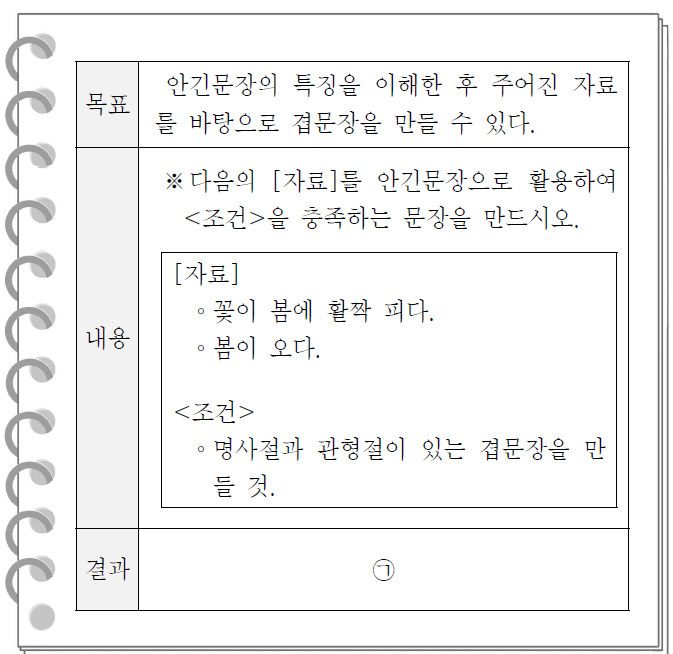 목표
안긴문장의 특징을 이해한 후 주어진 자료
를 바탕으로 겹문장을 만들 수 있다.
내용
※다음의 [자료]를 안긴문장으로 활용하여
<조건>을 충족하는 문장을 만드시오.
[자료]
◦꽃이 봄에 활짝 피다.
◦봄이 오다.
<조건>
◦명사절과 관형절이 있는 겹문장을 만
들 것.
결과
㉠